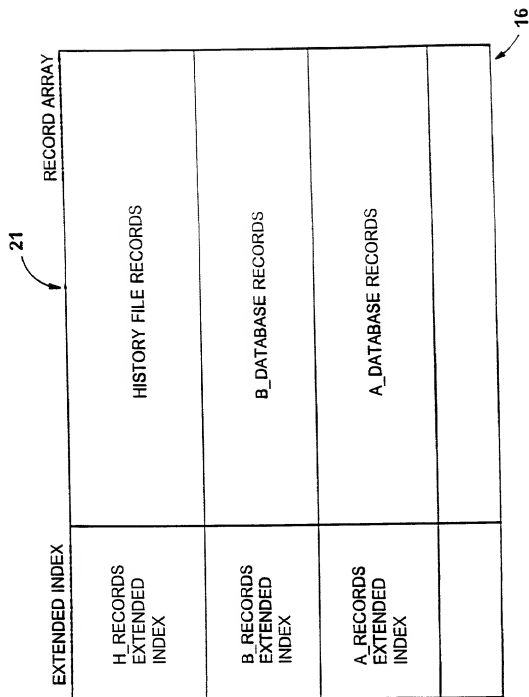 21
16
EXTENDED INDEX
RECORD ARRAY
H_RECORDS
EXTENDED
INDEX
HISTORY FILE RECORDS
B_RECORDS
EXTENDED
INDEX
B_DATABASE RECORDS
A_RECORDS
EXTENDED
INDEX
A_DATABASE RECORDS